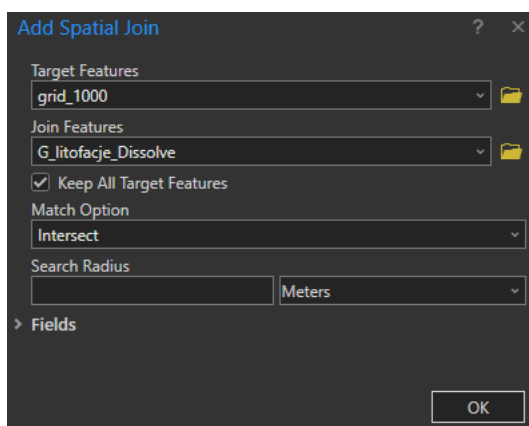 Add Spatial Join ? ×
Target Features
grid_1000
Join Features
G_litofacje_Dissolve
Keep All Target Features
Match Option
Intersect
Search Radius
Meters
Fields
OK